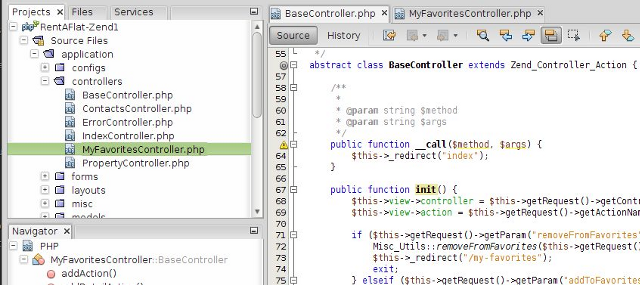 Projects
Files
Services
RentAFlat-Zend1
Source Files
application
configs
controllers
BaseController.php
ContactsController.php
ErrorController.php
IndexController.php
MyFavoritesController.php
PropertyController.php
forms
layouts
misc
models
Navigator
PHP
MyFavoritesController::BaseController
addAction()
BaseController.php
MyFavoritesController.php
Source History
55 */
abstract class BaseController extends Zend_Controller_Action {
57
58 /**
59 *
60 * @param string $method
61 * @param string $args
62 */
public function __call($method, $args) {
64 $this->_redirect("index");
65 }
66
67 public function init() {
68 $this->view->controller = $this->getRequest()->getContr
69 $this->view->action = $this->getRequest()->getActionNam
70
71 if ($this->getRequest()->getParam("removeFromFavorites"
72 Misc_Utils::removeFromFavorites($this->getRequest()
73 $this->_redirect("/my-favorites");
74 exit;
75 } elseif ($this->getRequest()->getParam("addToFavorites